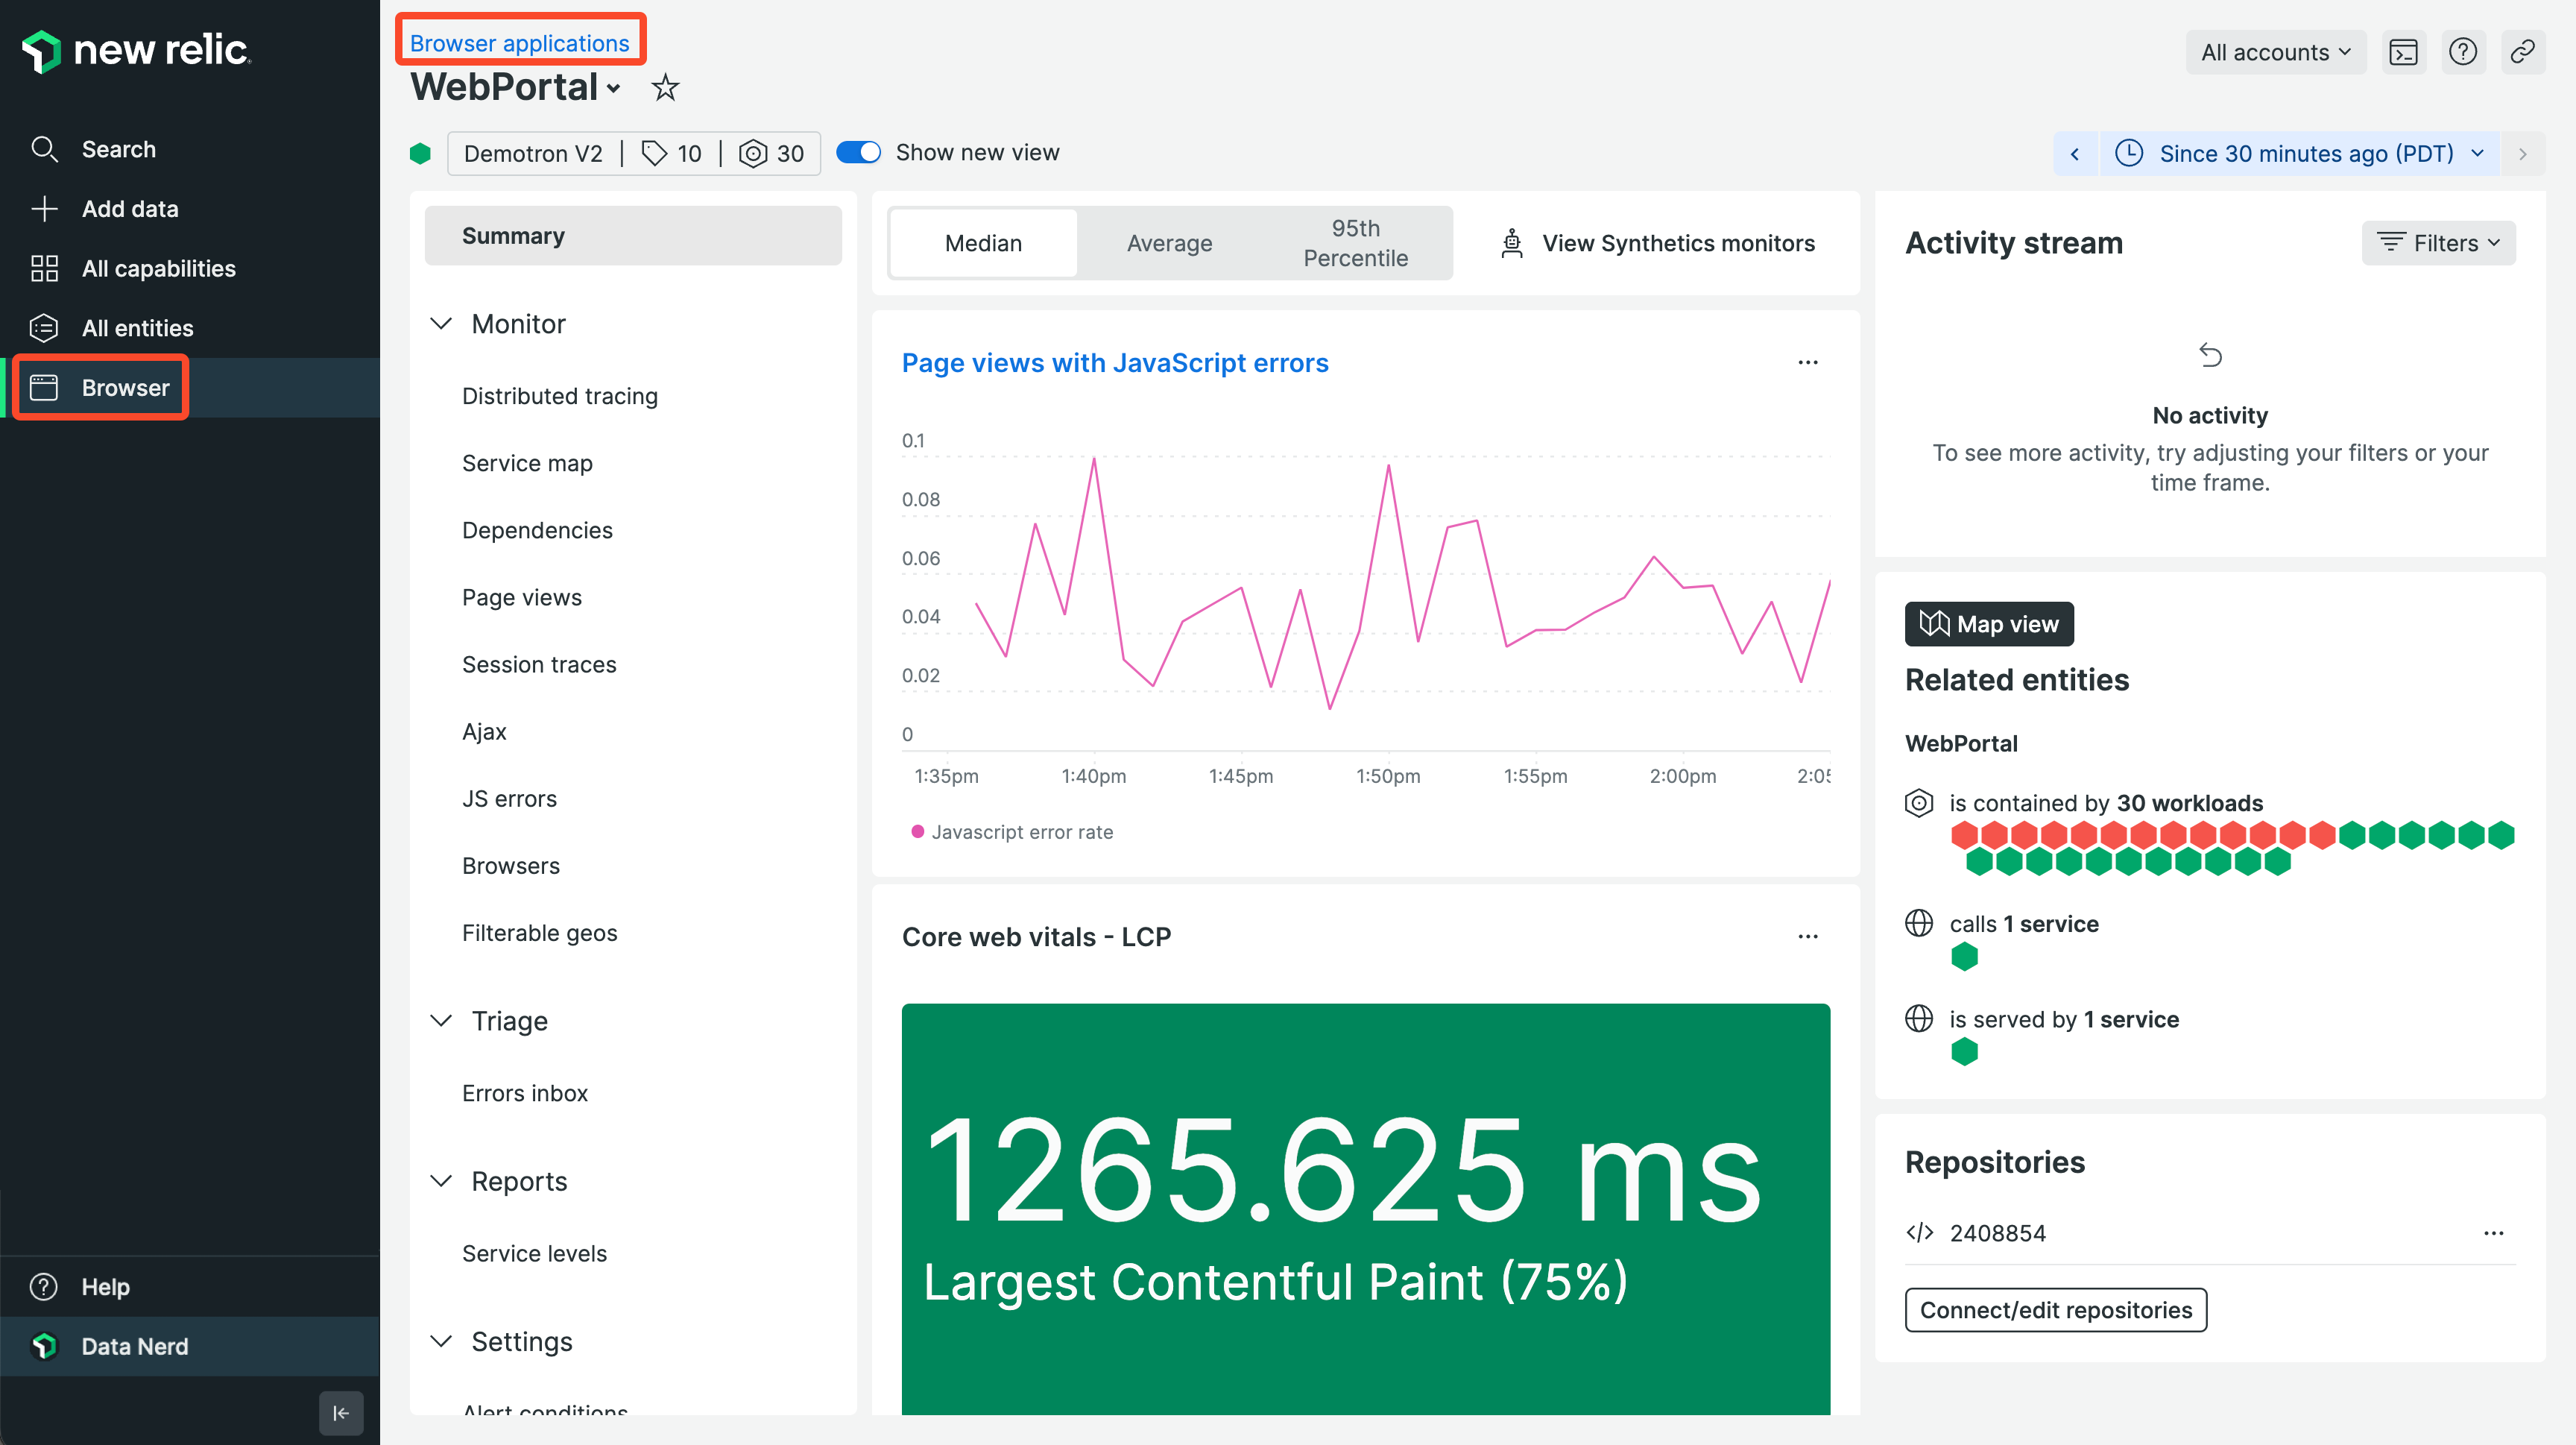 new relic
Search
Add data
All capabilities
All entities
Browser
Help
Data Nerd
Browser applications
WebPortal
Demotron V2 | 10 | 30
Show new view
All accounts
Since 30 minutes ago (PDT)
Summary
Monitor
Distributed tracing
Service map
Dependencies
Page views
Session traces
Ajax
JS errors
Browsers
Filterable geos
Triage
Errors inbox
Reports
Service levels
Settings
Alert conditions
Median
Average
95th
Percentile
View Synthetics monitors
Page views with JavaScript errors
0.1
0.08
0.06
0.04
0.02
0
1:35pm 1:40pm 1:45pm 1:50pm 1:55pm 2:00pm 2:05
Javascript error rate
Core web vitals - LCP
1265.625 ms
Largest Contentful Paint (75%)
Activity stream
Filters
No activity
To see more activity, try adjusting your filters or your
time frame.
Map view
Related entities
WebPortal
is contained by 30 workloads
calls 1 service
is served by 1 service
Repositories
</> 2408854
Connect/edit repositories